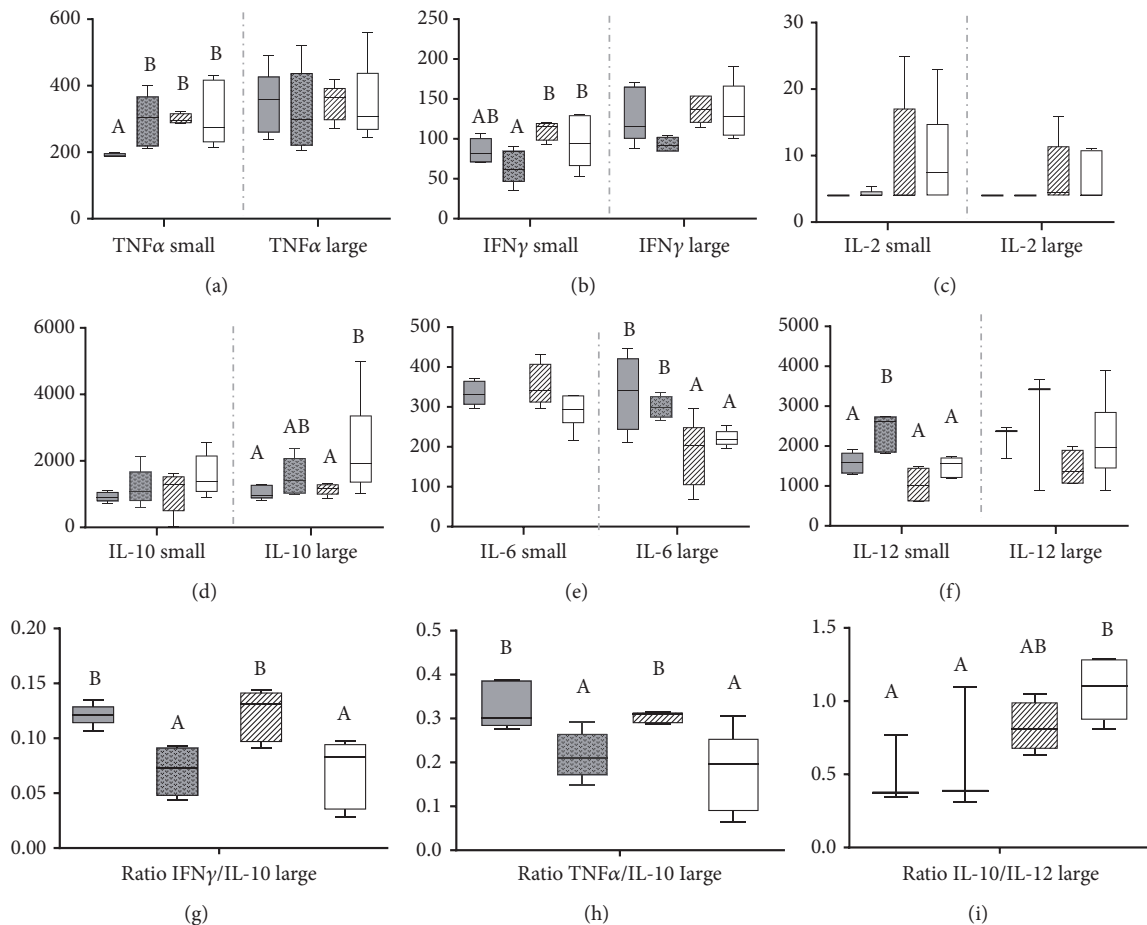 600
400
200
0
A
B
B
B
TNFα small
TNFα large
(a)
250
200
150
100
50
0
AB
A
B
B
IFNγ small
IFNγ large
(b)
30
20
10
0
IL-2 small
IL-2 large
(c)
6000
4000
2000
0
A
AB
A
B
IL-10 small
IL-10 large
(d)
500
400
300
200
100
0
B
B
A
A
IL-6 small
IL-6 large
(e)
5000
4000
3000
2000
1000
0
A
B
A
A
IL-12 small
IL-12 large
(f)
0.20
0.15
0.10
0.05
0.00
B
A
B
A
Ratio IFNγ/IL-10 large
(g)
0.5
0.4
0.3
0.2
0.1
0.0
B
A
B
A
Ratio TNFα/IL-10 large
(h)
1.5
1.0
0.5
0.0
A
A
AB
B
Ratio IL-10/IL-12 large
(i)